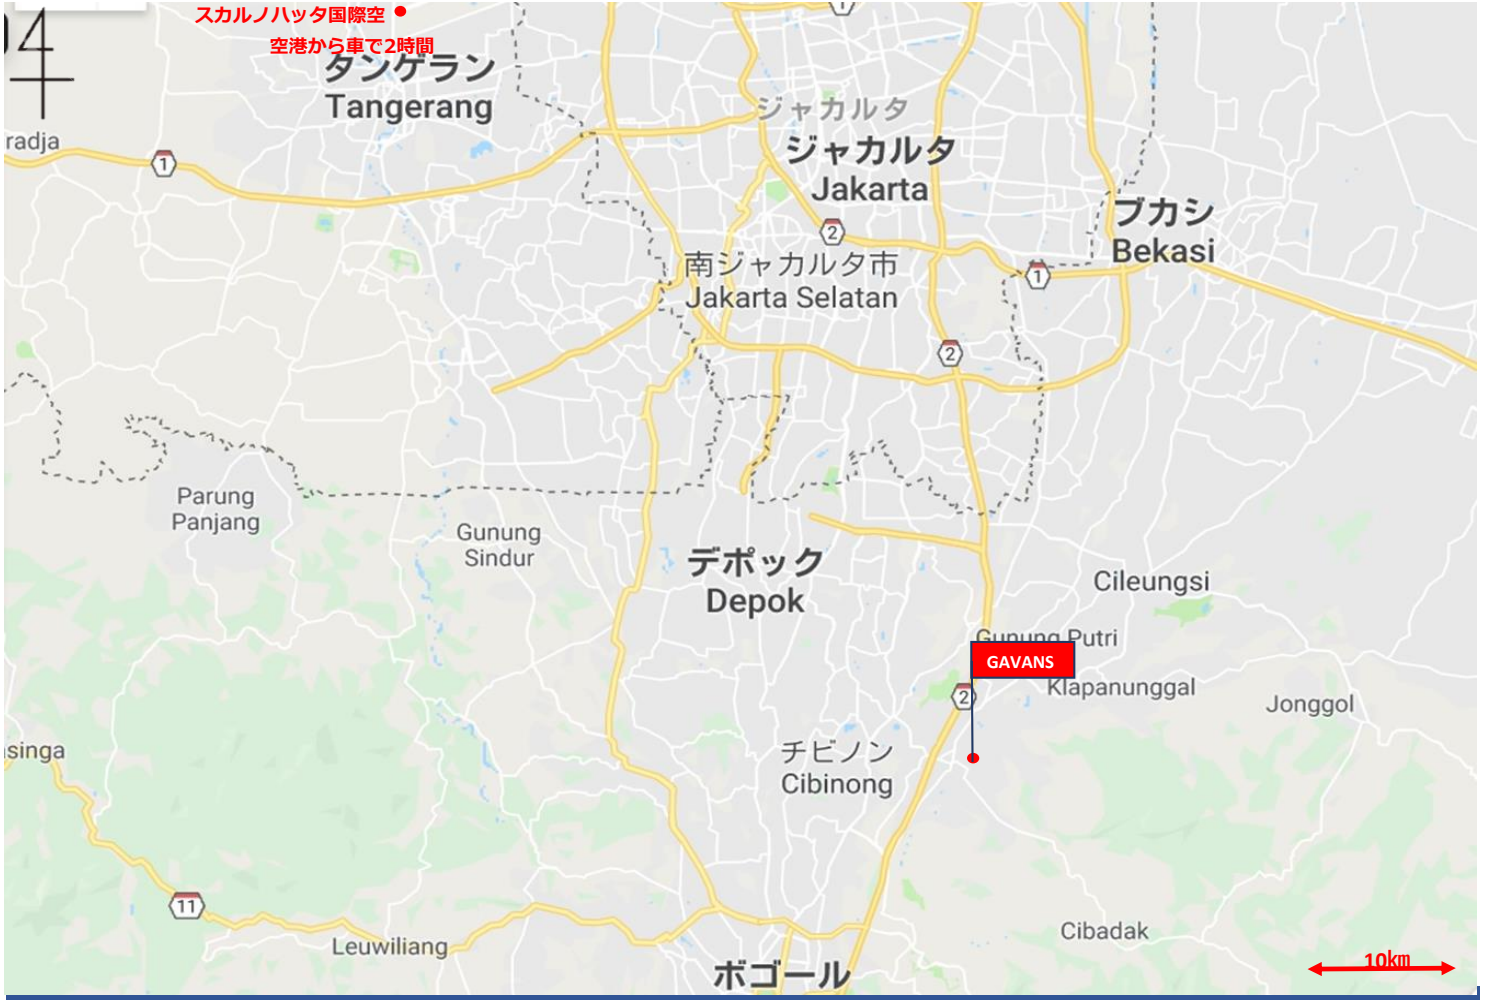 スカルノハッタ国際空
空港から車で2時間
4
タンゲラン
Tangerang
radja
1
1
ジャカルタ
ジャカルタ
Jakarta
2
ブカシ
Bekasi
南ジャカルタ市
Jakarta Selatan
1
2
Parung
Panjang
Gunung
Sindur
デポック
Depok
Cileungsi
Gunung Putri
GAVANS
2
Klapanunggal
Jonggol
singa
チビノン
Cibinong
11
Leuwiliang
Cibadak
10km
ボゴール